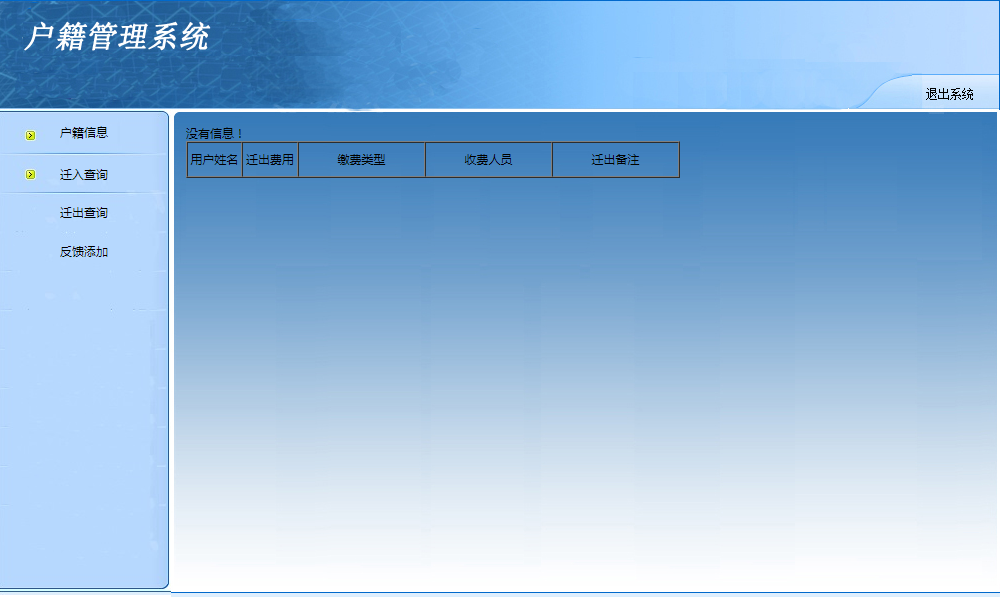 户籍管理系统
退出系统
户籍信息
迁入查询
迁出查询
反馈添加
没有信息！
用户姓名 迁出费用 缴费类型 收费人员 迁出备注